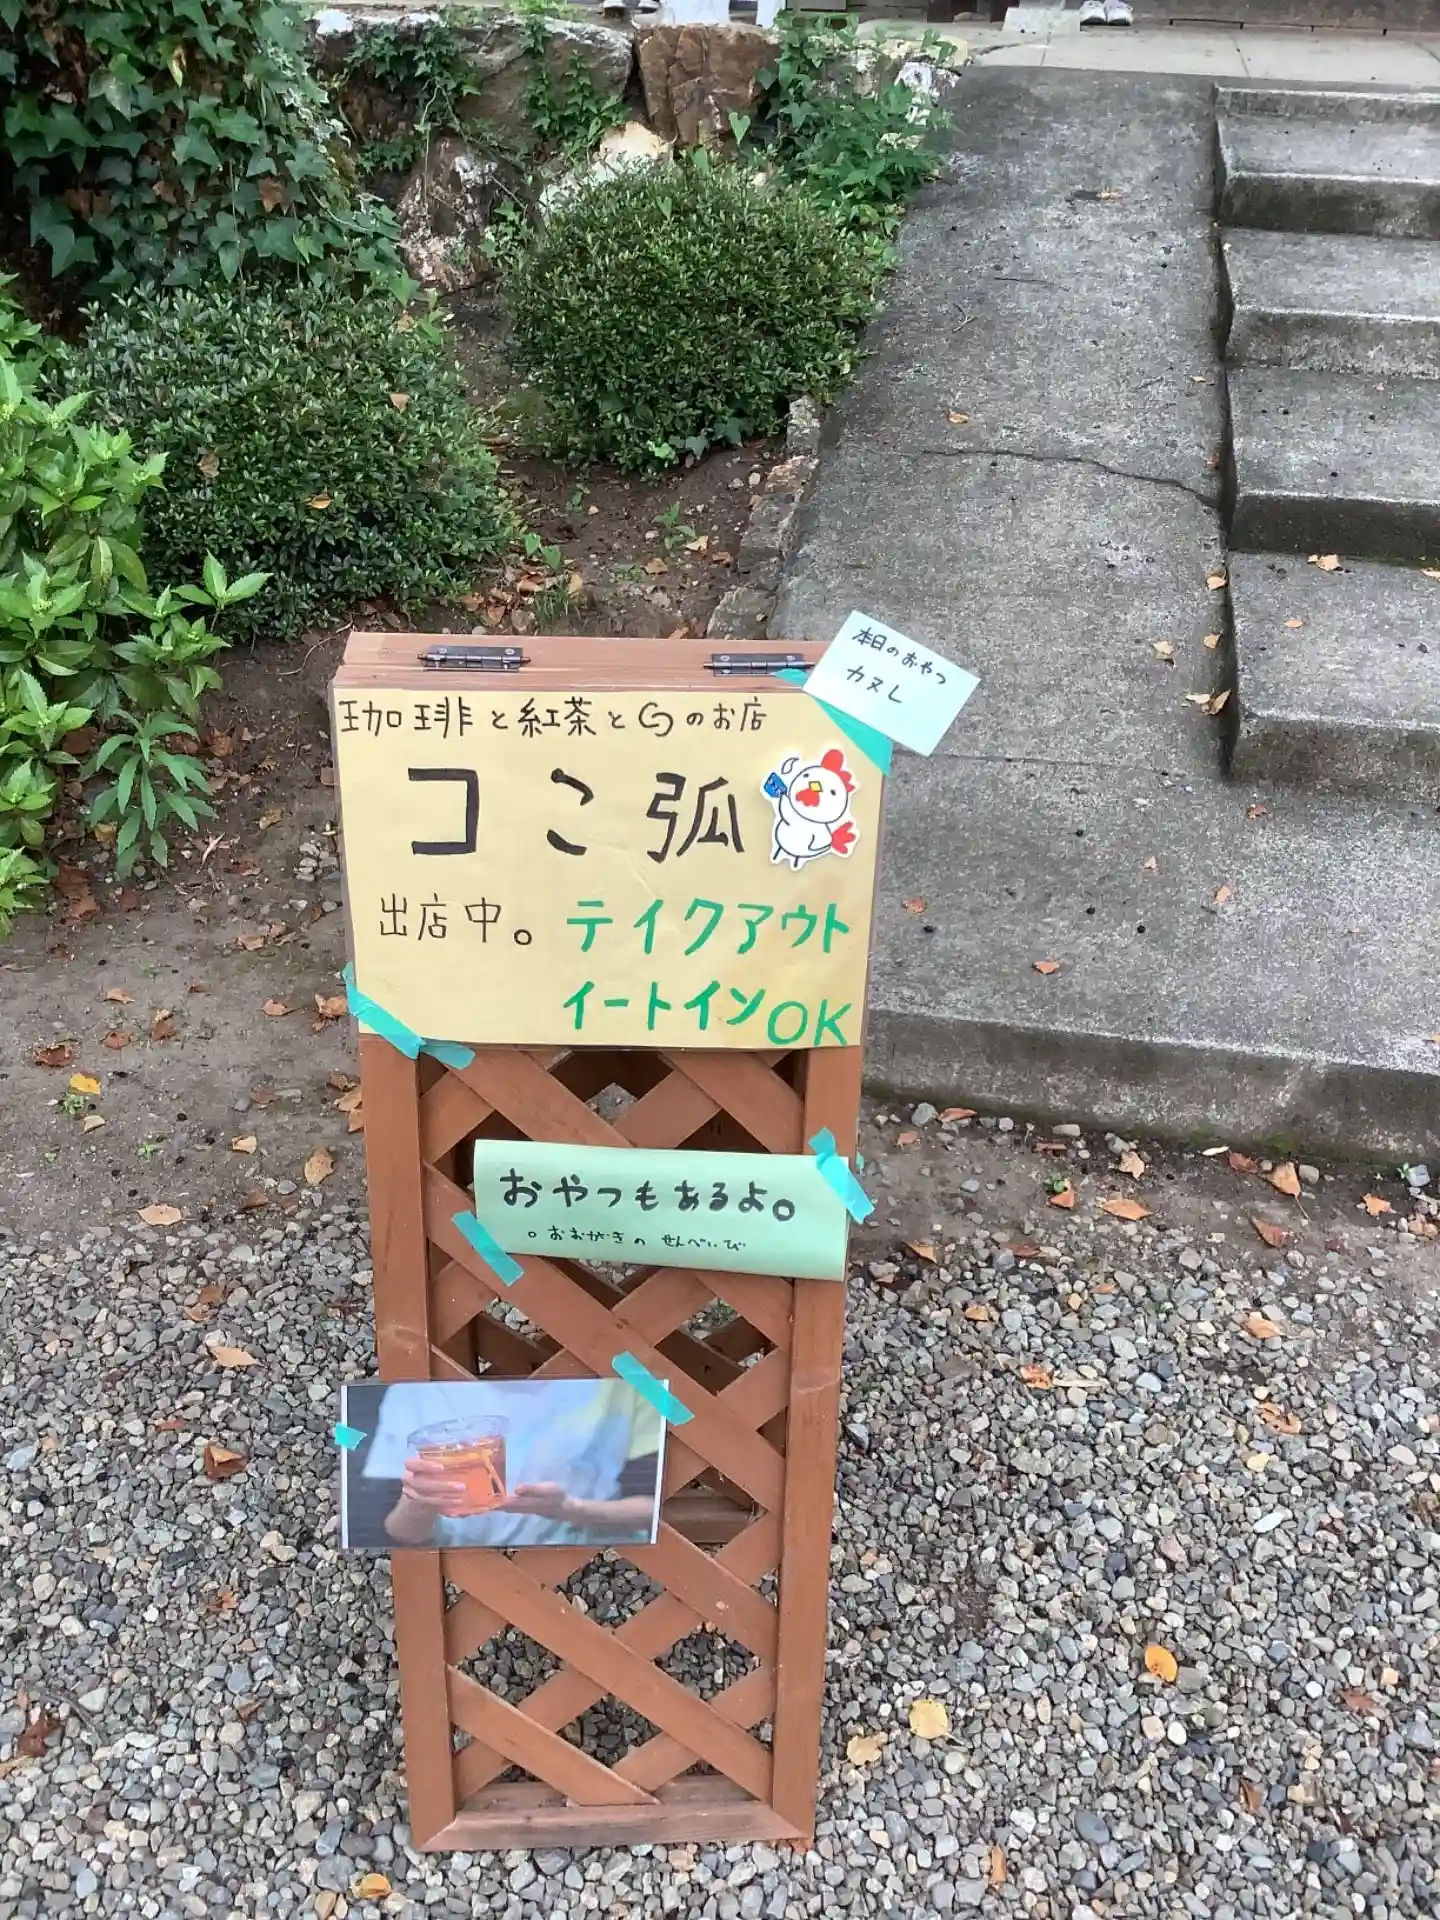 本日のおやつ
カヌレ
珈琲と紅茶と のお店
コこ弧
出店中。
テイクアウト
イートインOK
おやつもあるよ。
。おおがきの せんべいび